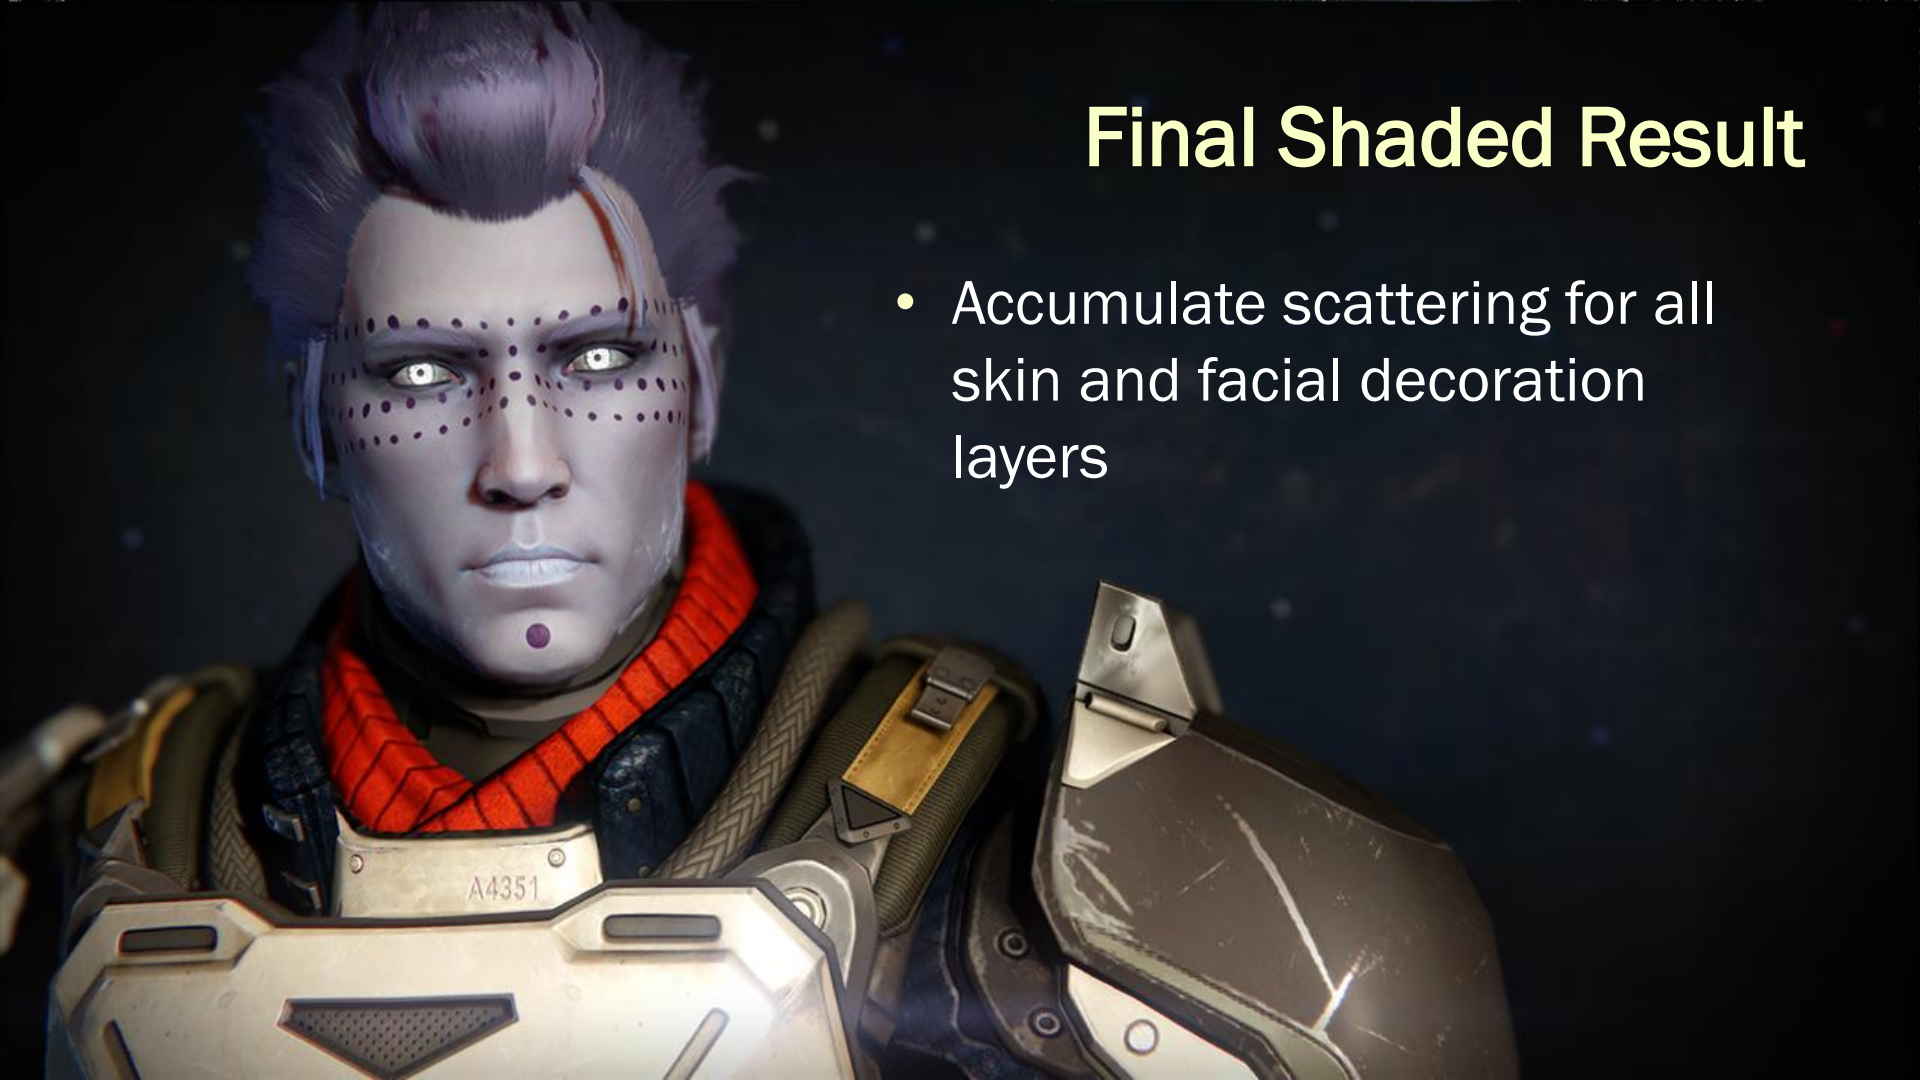 Final Shaded Result
• Accumulate scattering for all
skin and facial decoration
layers
A4351